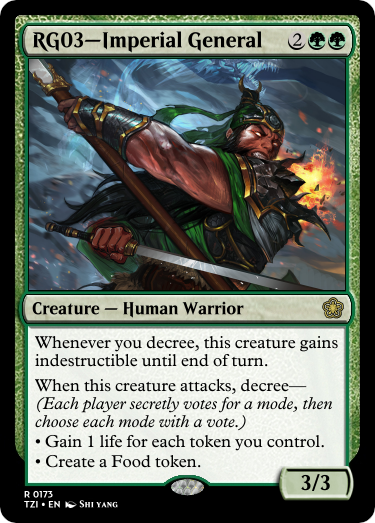 RG03—Imperial General 2
Creature — Human Warrior
Whenever you decree, this creature gains
indestructible until end of turn.
When this creature attacks, decree—
(Each player secretly votes for a mode, then
choose each mode with a vote.)
• Gain 1 life for each token you control.
• Create a Food token.
3/3
R 0173
TZI • EN SHI YANG